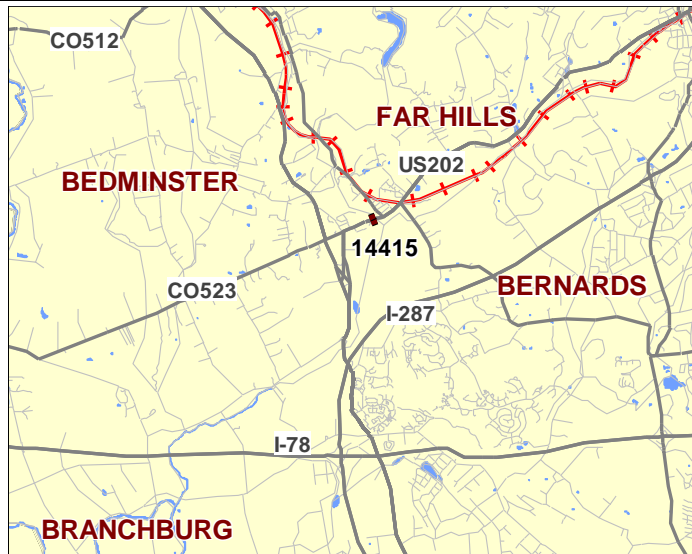 CO512
FAR HILLS
US202
BEDMINSTER
14415
CO523
BERNARDS
I-287
I-78
BRANCHBURG